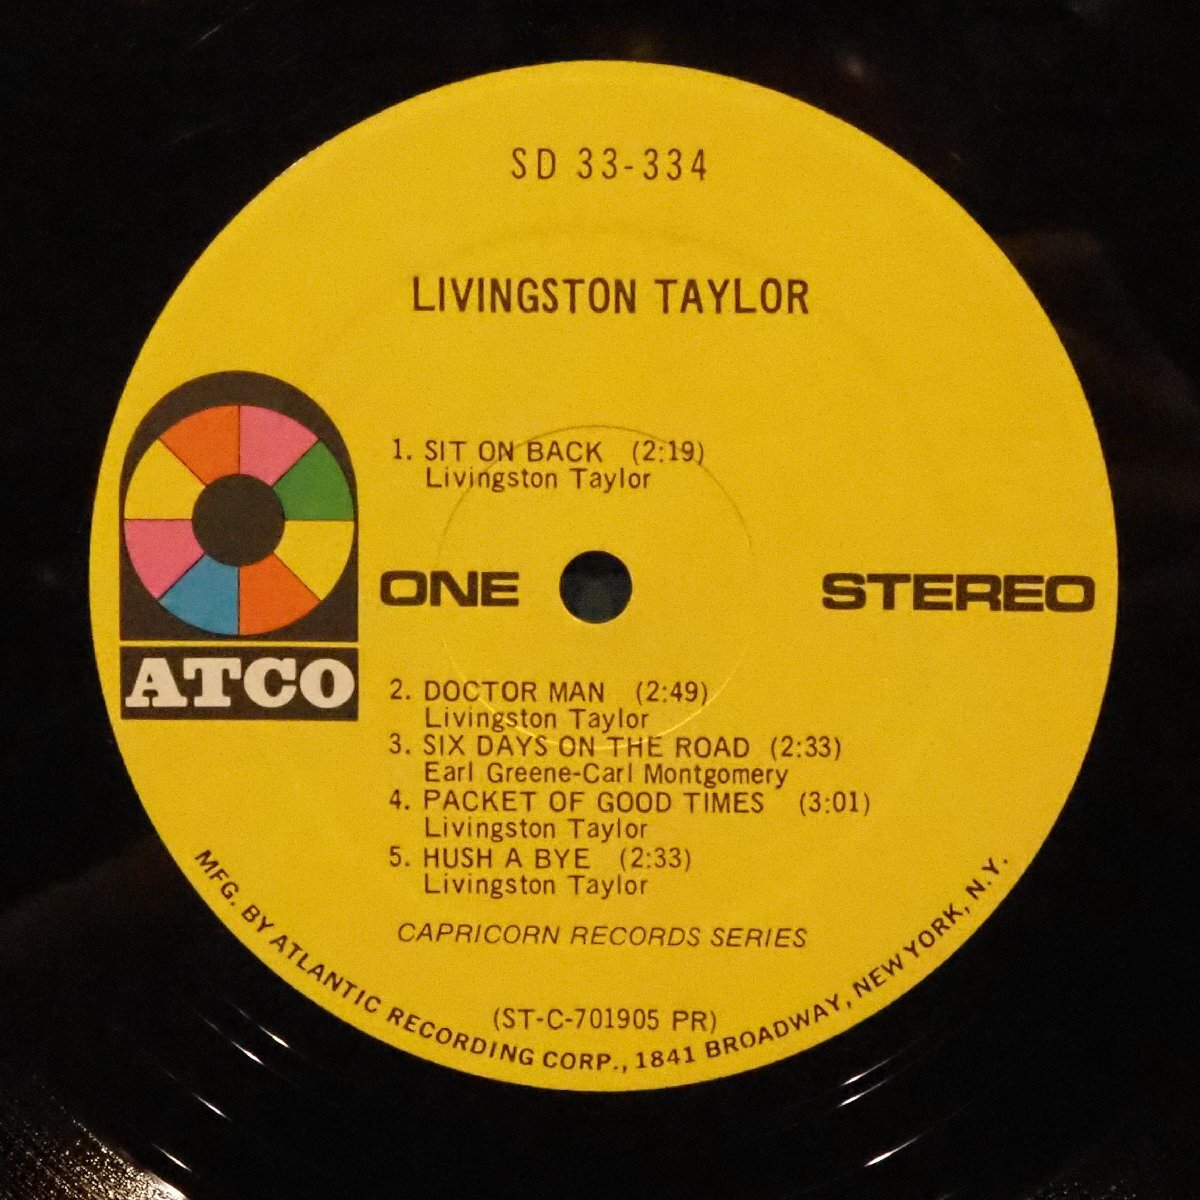 SD 33-334
LIVINGSTON TAYLOR
1. SIT ON BACK (2:19)
Livingston Taylor
ONE
STEREO
ATCO
2. DOCTOR MAN (2:49)
Livingston Taylor
3. SIX DAYS ON THE ROAD (2:33)
Earl Greene-Carl Montgomery
4. PACKET OF GOOD TIMES (3:01)
Livingston Taylor
5. HUSH A BYE (2:33)
Livingston Taylor
CAPRICORN RECORDS SERIES
(ST-C-701905 PR)
MFG. BY ATLANTIC RECORDING CORP., 1841 BROADWAY, NEW YORK, N.Y.